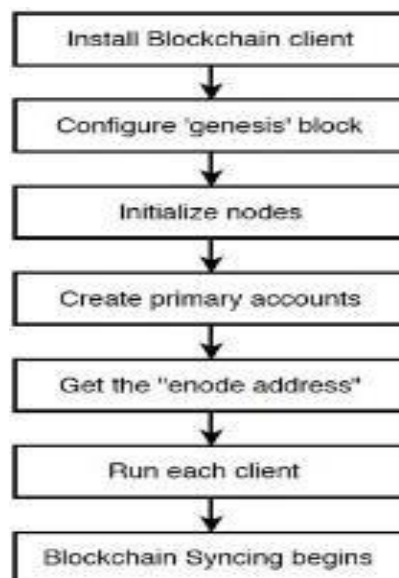 Install Blockchain client
Configure 'genesis' block
Initialize nodes
Create primary accounts
Get the "enode address"
Run each client
Blockchain Syncing begins